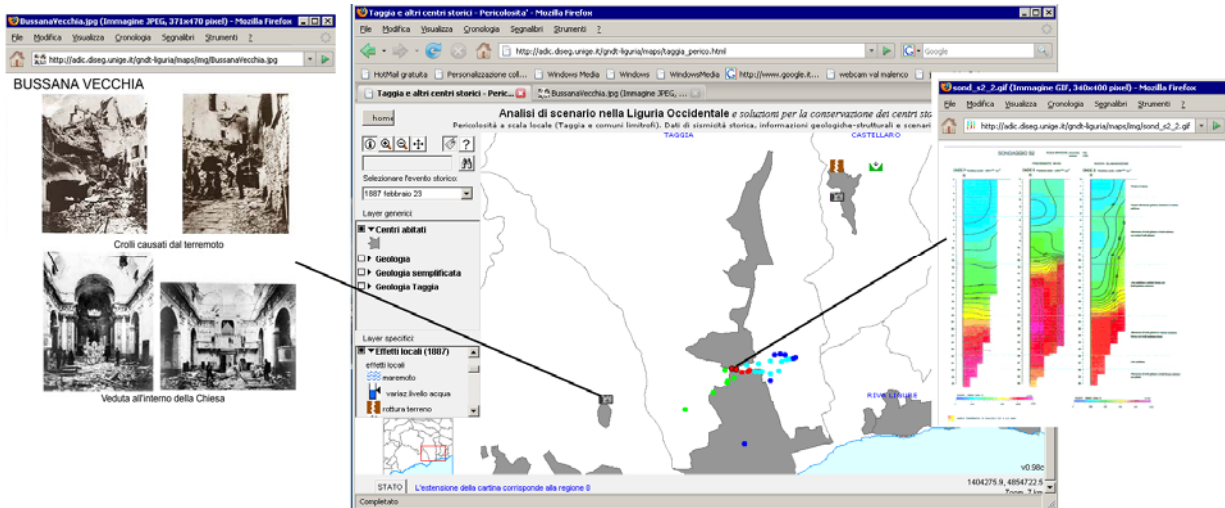 BussanaVecchia.jpg (Immagine JPEG, 371x470 pixel) - Mozilla Firefox
File Modifica Visualizza Cronologia Segnalibri Strumenti ?
http://adic.diseg.unige.it/gndt-liguria/maps/img/BussanaVecchia.jpg
BUSSANA VECCHIA
Crolli causati dal terremoto
Veduta all'interno della Chiesa
Taggia e altri centri storici - Pericolosita' - Mozilla Firefox
File Modifica Visualizza Cronologia Segnalibri Strumenti ?
http://adic.diseg.unige.it/gndt-liguria/maps/taggia_perico.html
Google
HotMail gratuita Personalizzazione coll... Windows Media Windows WindowsMedia http://www.google.it... webcam val malenco
Taggia e altri centri storici - Peric... BussanaVecchia.jpg (Immagine JPEG, ...
home
Analisi di scenario nella Liguria Occidentale e soluzioni per la conservazione dei centri sto
Pericolosità a scala locale (Taggia e comuni limitrofi). Dati di sismicità storica, informazioni geologiche-strutturali e scenari
TAGGIA
CASTELLARO
Selezionare l'evento storico:
1887 febbraio 23
Layer generici:
Centri abitati
Geologia
Geologia semplificata
Geologia Taggia
Layer specifici:
Effetti locali (1887)
effetti locali
maremoto
variaz.livello acqua
rottura terreno
RIVA LIGURE
v0.98c
STATO L'estensione della cartina corrisponde alla regione 0
1404275.9, 4854722.5
Zoom 7 km
Completato
sond_s2_2.gif (Immagine GIF, 340x400 pixel) - Mozilla Firefox
File Modifica Visualizza Cronologia Segnalibri Strumenti ?
http://adic.diseg.unige.it/gndt-liguria/maps/img/sond_s2_2.gif
SONDAGGIO S2